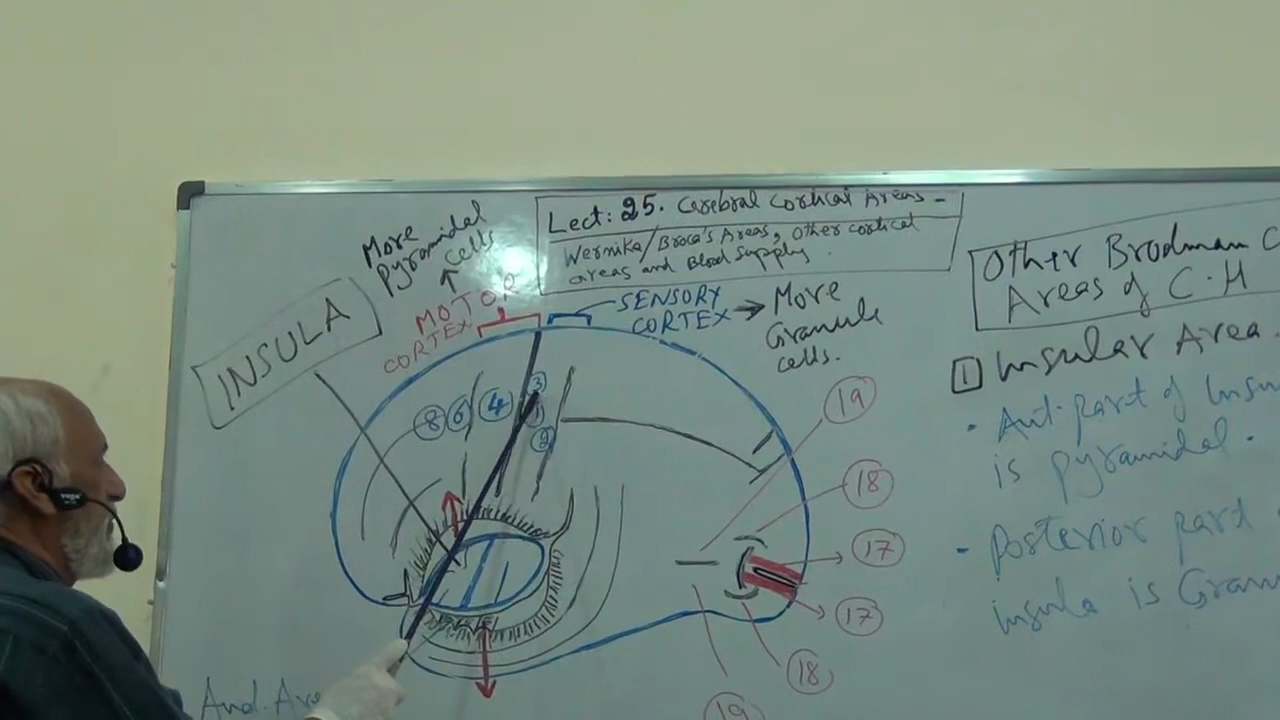 Lect: 25. Cerebral Cortical Areas -
Wernika/Broca's Areas, Other cortical
areas and Blood Supply.
More
Pyramidal
cells
INSULA
MOTOR
CORTEX
SENSORY
CORTEX → More
Granule
cells.
Other Brodman C
Areas of C.H
1 Insular Area.
• Ant. part of Insu
is pyramidal.
• Posterior part
insula is Gran
8 6 4 3
1
2
19
18
17
17
18
19
And. Are